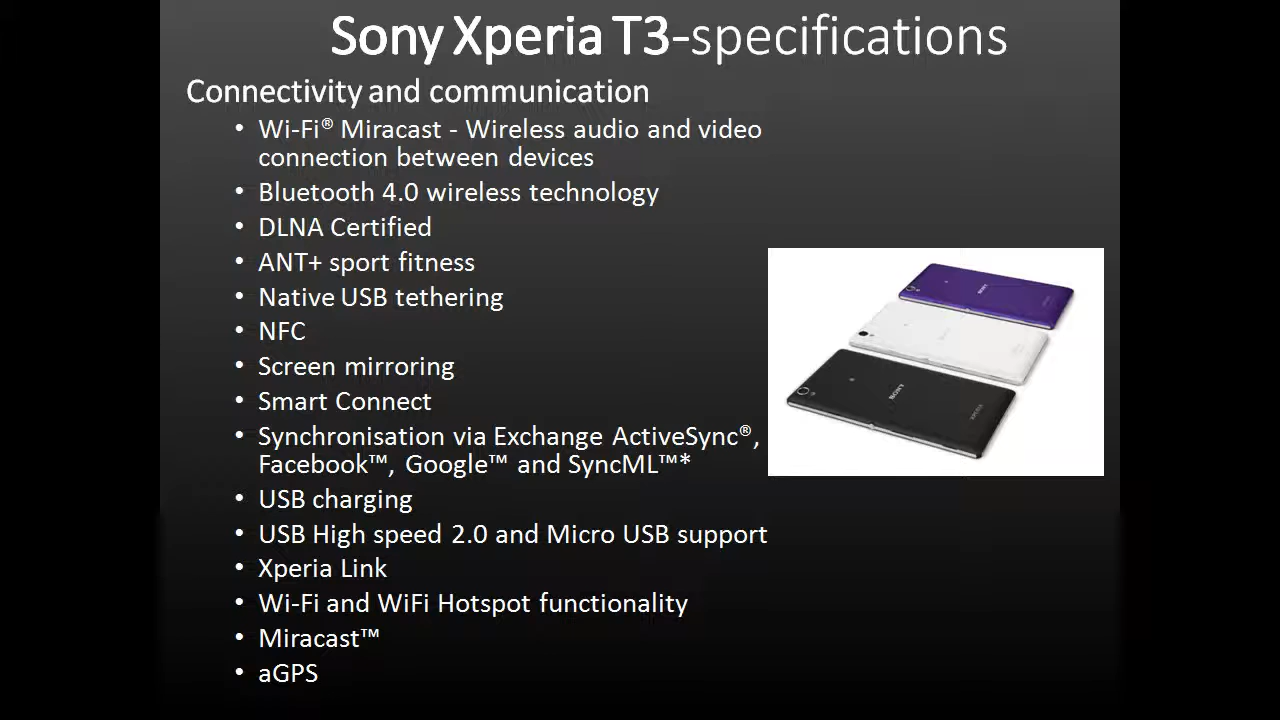 Sony Xperia T3-specifications
Connectivity and communication
• Wi-Fi® Miracast - Wireless audio and video
connection between devices
• Bluetooth 4.0 wireless technology
• DLNA Certified
• ANT+ sport fitness
• Native USB tethering
• NFC
• Screen mirroring
• Smart Connect
• Synchronisation via Exchange ActiveSync®,
Facebook™, Google™ and SyncML™*
• USB charging
• USB High speed 2.0 and Micro USB support
• Xperia Link
• Wi-Fi and WiFi Hotspot functionality
• Miracast™
• aGPS
SONY
SONY
XPERIA